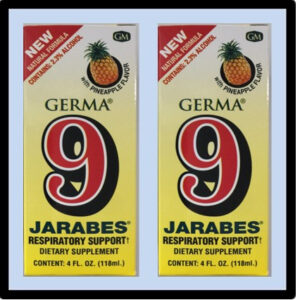 NEW
NATURAL FORMULA
CONTAINS: 2.3% ALCOHOL
GM
with PINEAPPLE FLAVOR
GERMA®
9
JARABES®
RESPIRATORY SUPPORT†
DIETARY SUPPLEMENT
CONTENT: 4 FL. OZ. (118mL.)
NEW
NATURAL FORMULA
CONTAINS: 2.3% ALCOHOL
GM
with PINEAPPLE FLAVOR
GERMA®
9
JARABES®
RESPIRATORY SUPPORT†
DIETARY SUPPLEMENT
CONTENT: 4 FL. OZ. (118mL.)